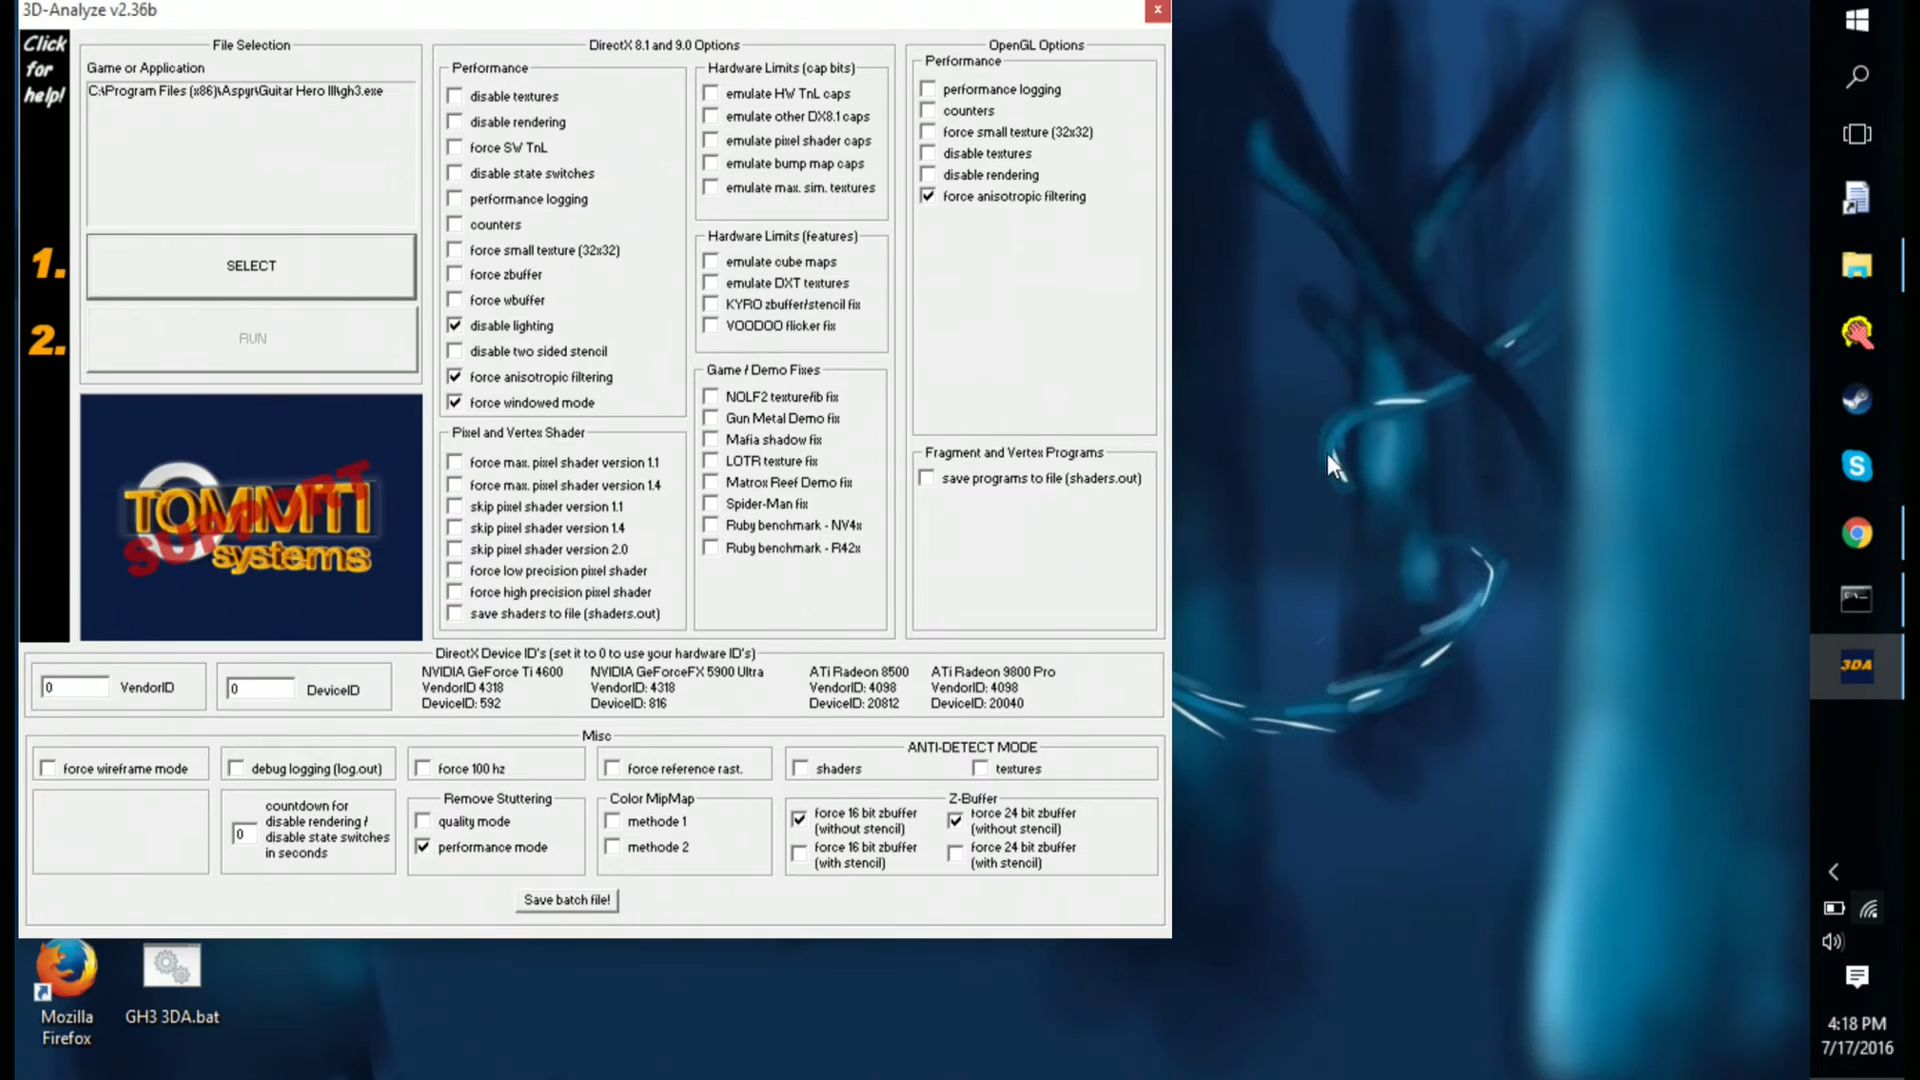 3D-Analyze v2.36b
x
Click
for
help!
1.
2.
File Selection
Game or Application
C:\Program Files (x86)\Aspyr\Guitar Hero III\gh3.exe
SELECT
RUN
TOMMTI
SUPPORT
systems
DirectX 8.1 and 9.0 Options
Performance
disable textures
disable rendering
force SW TnL
disable state switches
performance logging
counters
force small texture (32x32)
force zbuffer
force wbuffer
disable lighting
disable two sided stencil
force anisotropic filtering
force windowed mode
Pixel and Vertex Shader
force max. pixel shader version 1.1
force max. pixel shader version 1.4
skip pixel shader version 1.1
skip pixel shader version 1.4
skip pixel shader version 2.0
force low precision pixel shader
force high precision pixel shader
save shaders to file (shaders.out)
Hardware Limits (cap bits)
emulate HW TnL caps
emulate other DX8.1 caps
emulate pixel shader caps
emulate bump map caps
emulate max. sim. textures
Hardware Limits (features)
emulate cube maps
emulate DXT textures
KYRO zbuffer/stencil fix
VOODOO flicker fix
Game / Demo Fixes
NOLF2 texture/ib fix
Gun Metal Demo fix
Mafia shadow fix
LOTR texture fix
Matrox Reef Demo fix
Spider-Man fix
Ruby benchmark - NV4x
Ruby benchmark - R42x
OpenGL Options
Performance
performance logging
counters
force small texture (32x32)
disable textures
disable rendering
force anisotropic filtering
Fragment and Vertex Programs
save programs to file (shaders.out)
DirectX Device ID's (set it to 0 to use your hardware ID's)
0 VendorID
0 DeviceID
NVIDIA GeForce Ti 4600
VendorID 4318
DeviceID: 592
NVIDIA GeForceFX 5900 Ultra
VendorID: 4318
DeviceID: 816
ATi Radeon 8500
VendorID: 4098
DeviceID: 20812
ATi Radeon 9800 Pro
VendorID: 4098
DeviceID: 20040
Misc
force wireframe mode
debug logging (log.out)
force 100 hz
force reference rast.
ANTI-DETECT MODE
shaders
textures
0
countdown for
disable rendering /
disable state switches
in seconds
Remove Stuttering
quality mode
performance mode
Color MipMap
methode 1
methode 2
Z-Buffer
force 16 bit zbuffer
(without stencil)
force 24 bit zbuffer
(without stencil)
force 16 bit zbuffer
(with stencil)
force 24 bit zbuffer
(with stencil)
Save batch file!
Mozilla
Firefox
GH3 3DA.bat
3DA
4:18 PM
7/17/2016